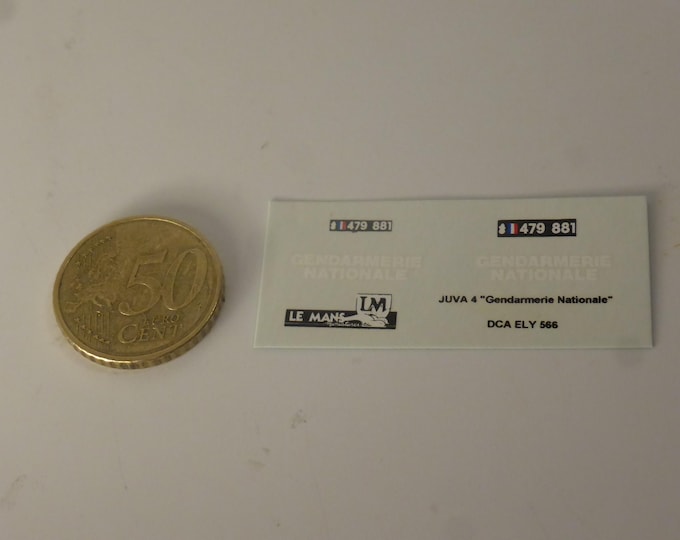 50
EURO
CENT
479 881
479 881
GENDARMERIE
NATIONALE
GENDARMERIE
NATIONALE
LM
LE MANS
JUVA 4 "Gendarmerie Nationale"
DCA ELY 566